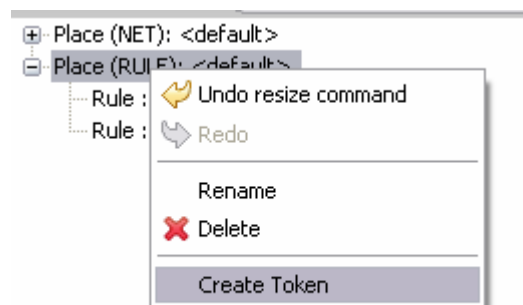 Place (NET): <default>
Place (RULE): <default>
Rule :
Rule :
Undo resize command
Redo
Rename
Delete
Create Token